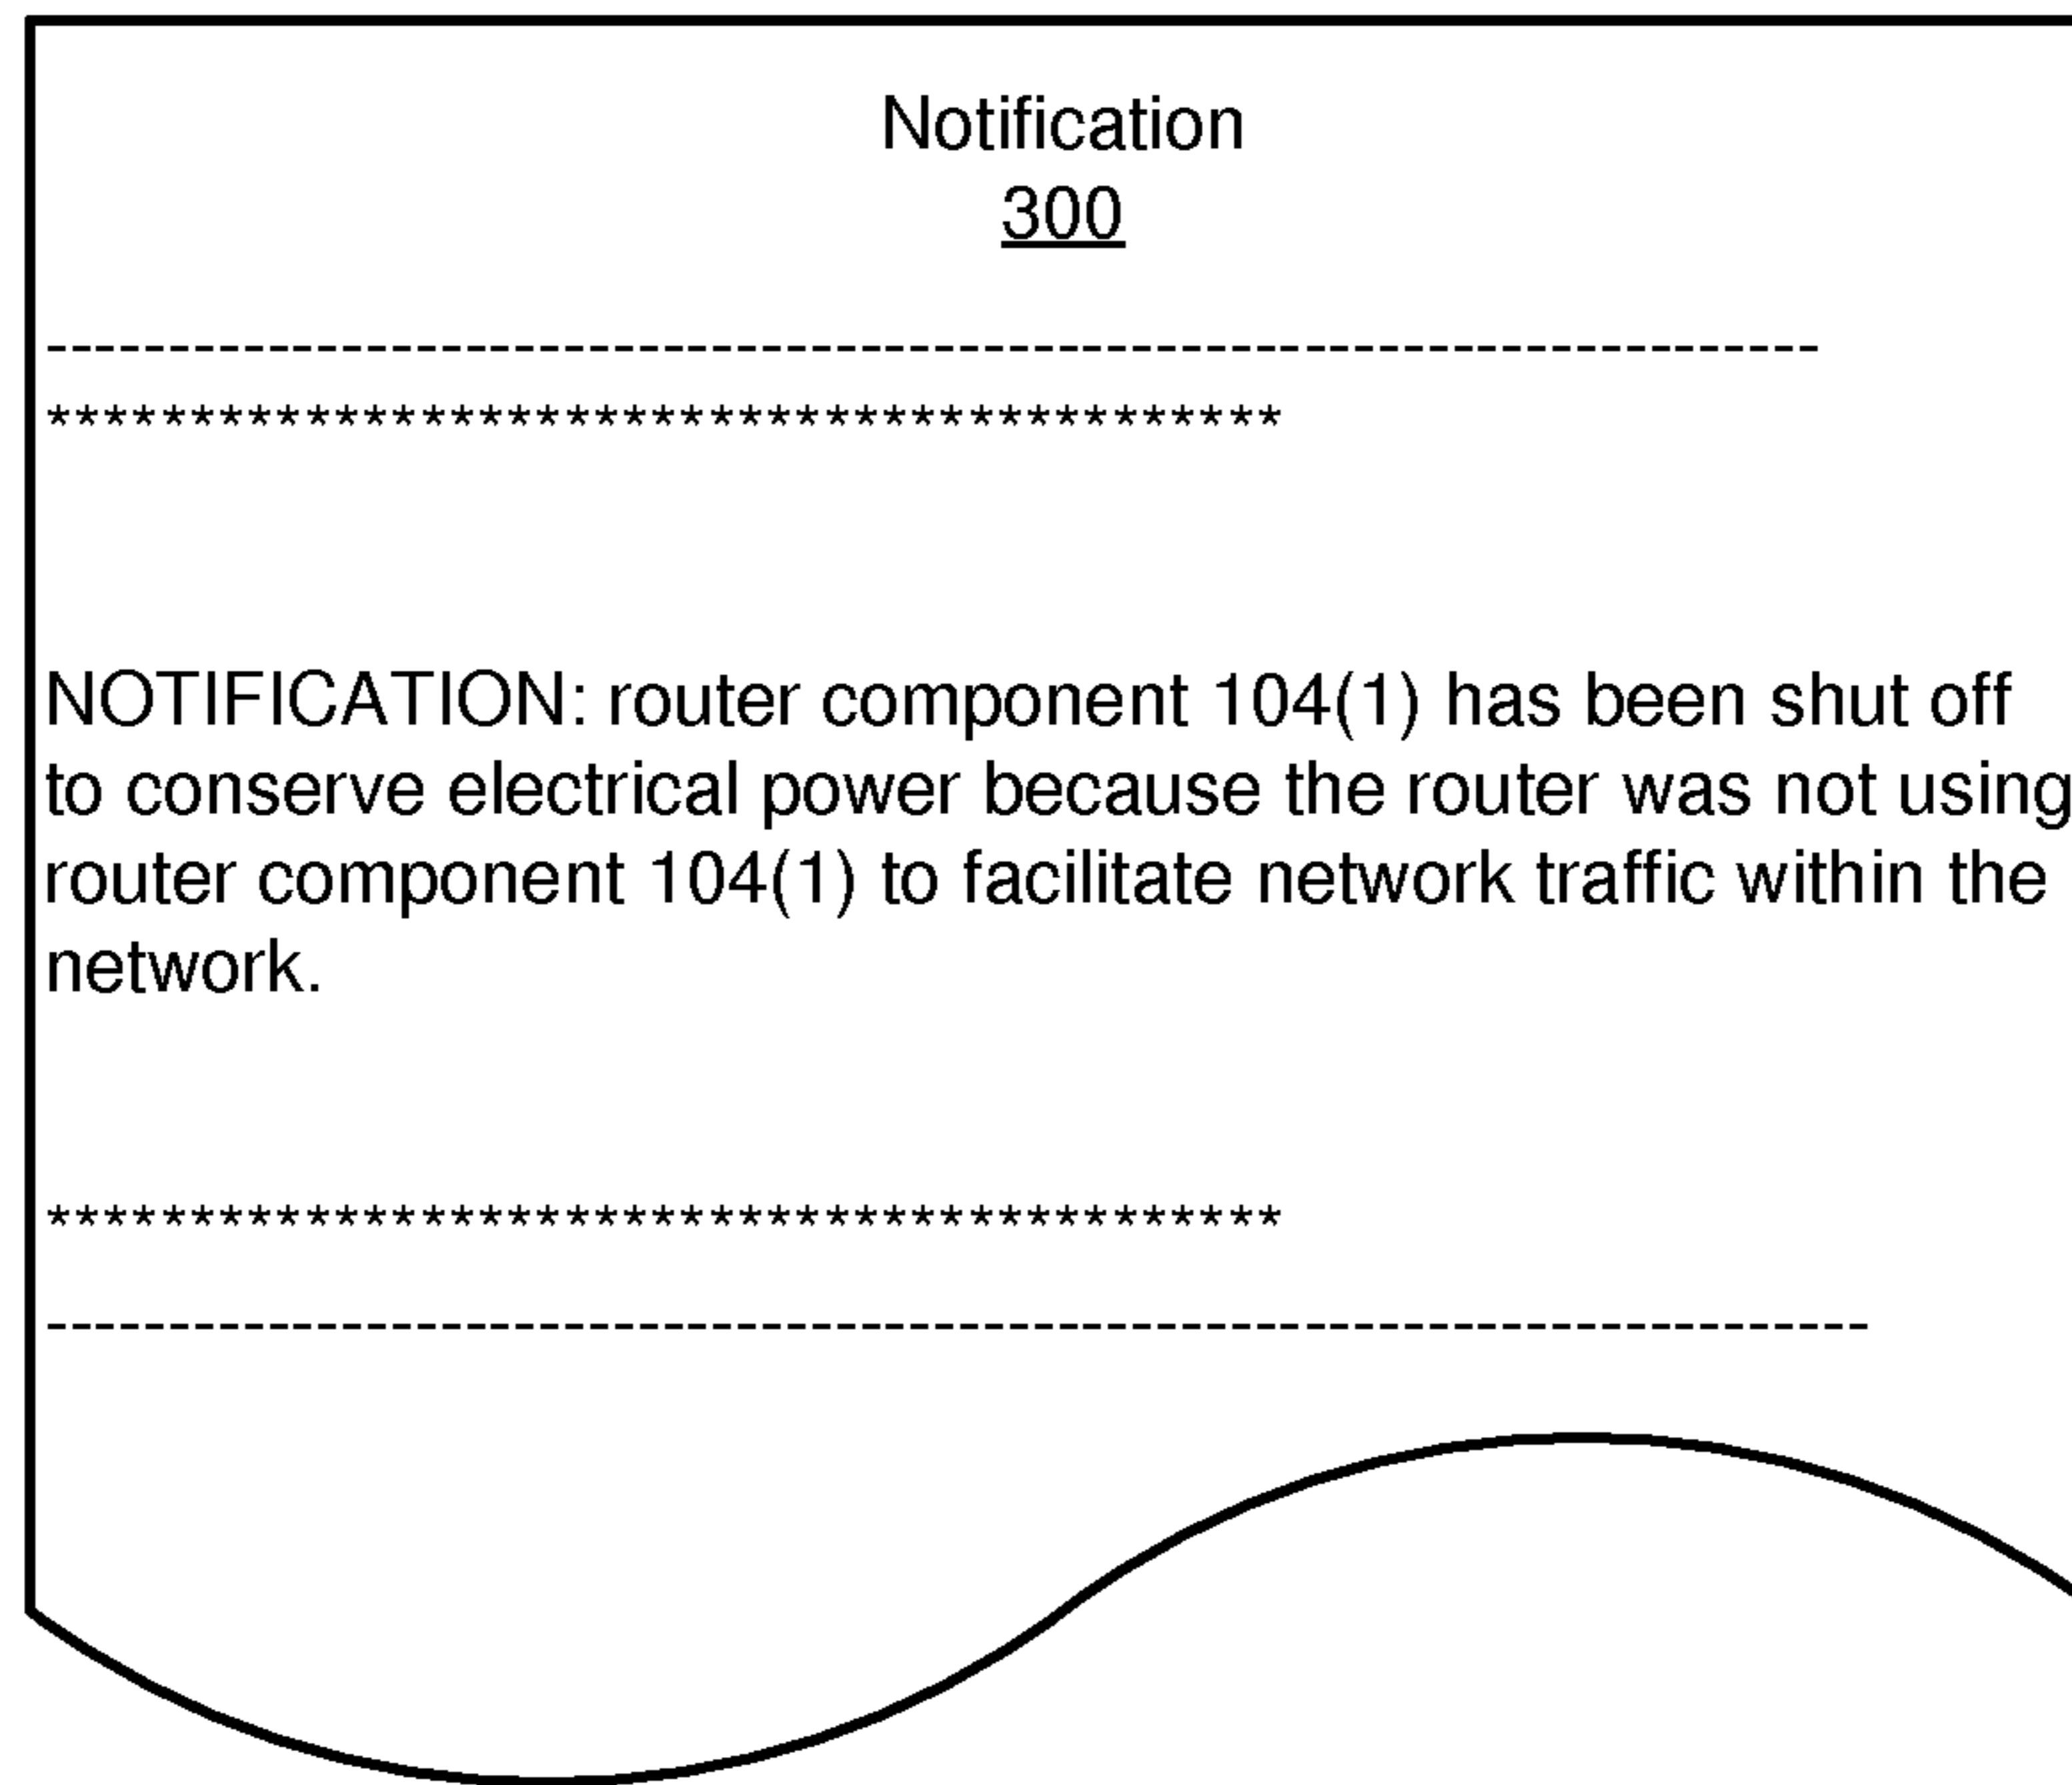 Notification
300
------------------------------------------------------------------------
*******************************************
NOTIFICATION: router component 104(1) has been shut off
to conserve electrical power because the router was not using
router component 104(1) to facilitate network traffic within the
network.
*******************************************
--------------------------------------------------------------------------